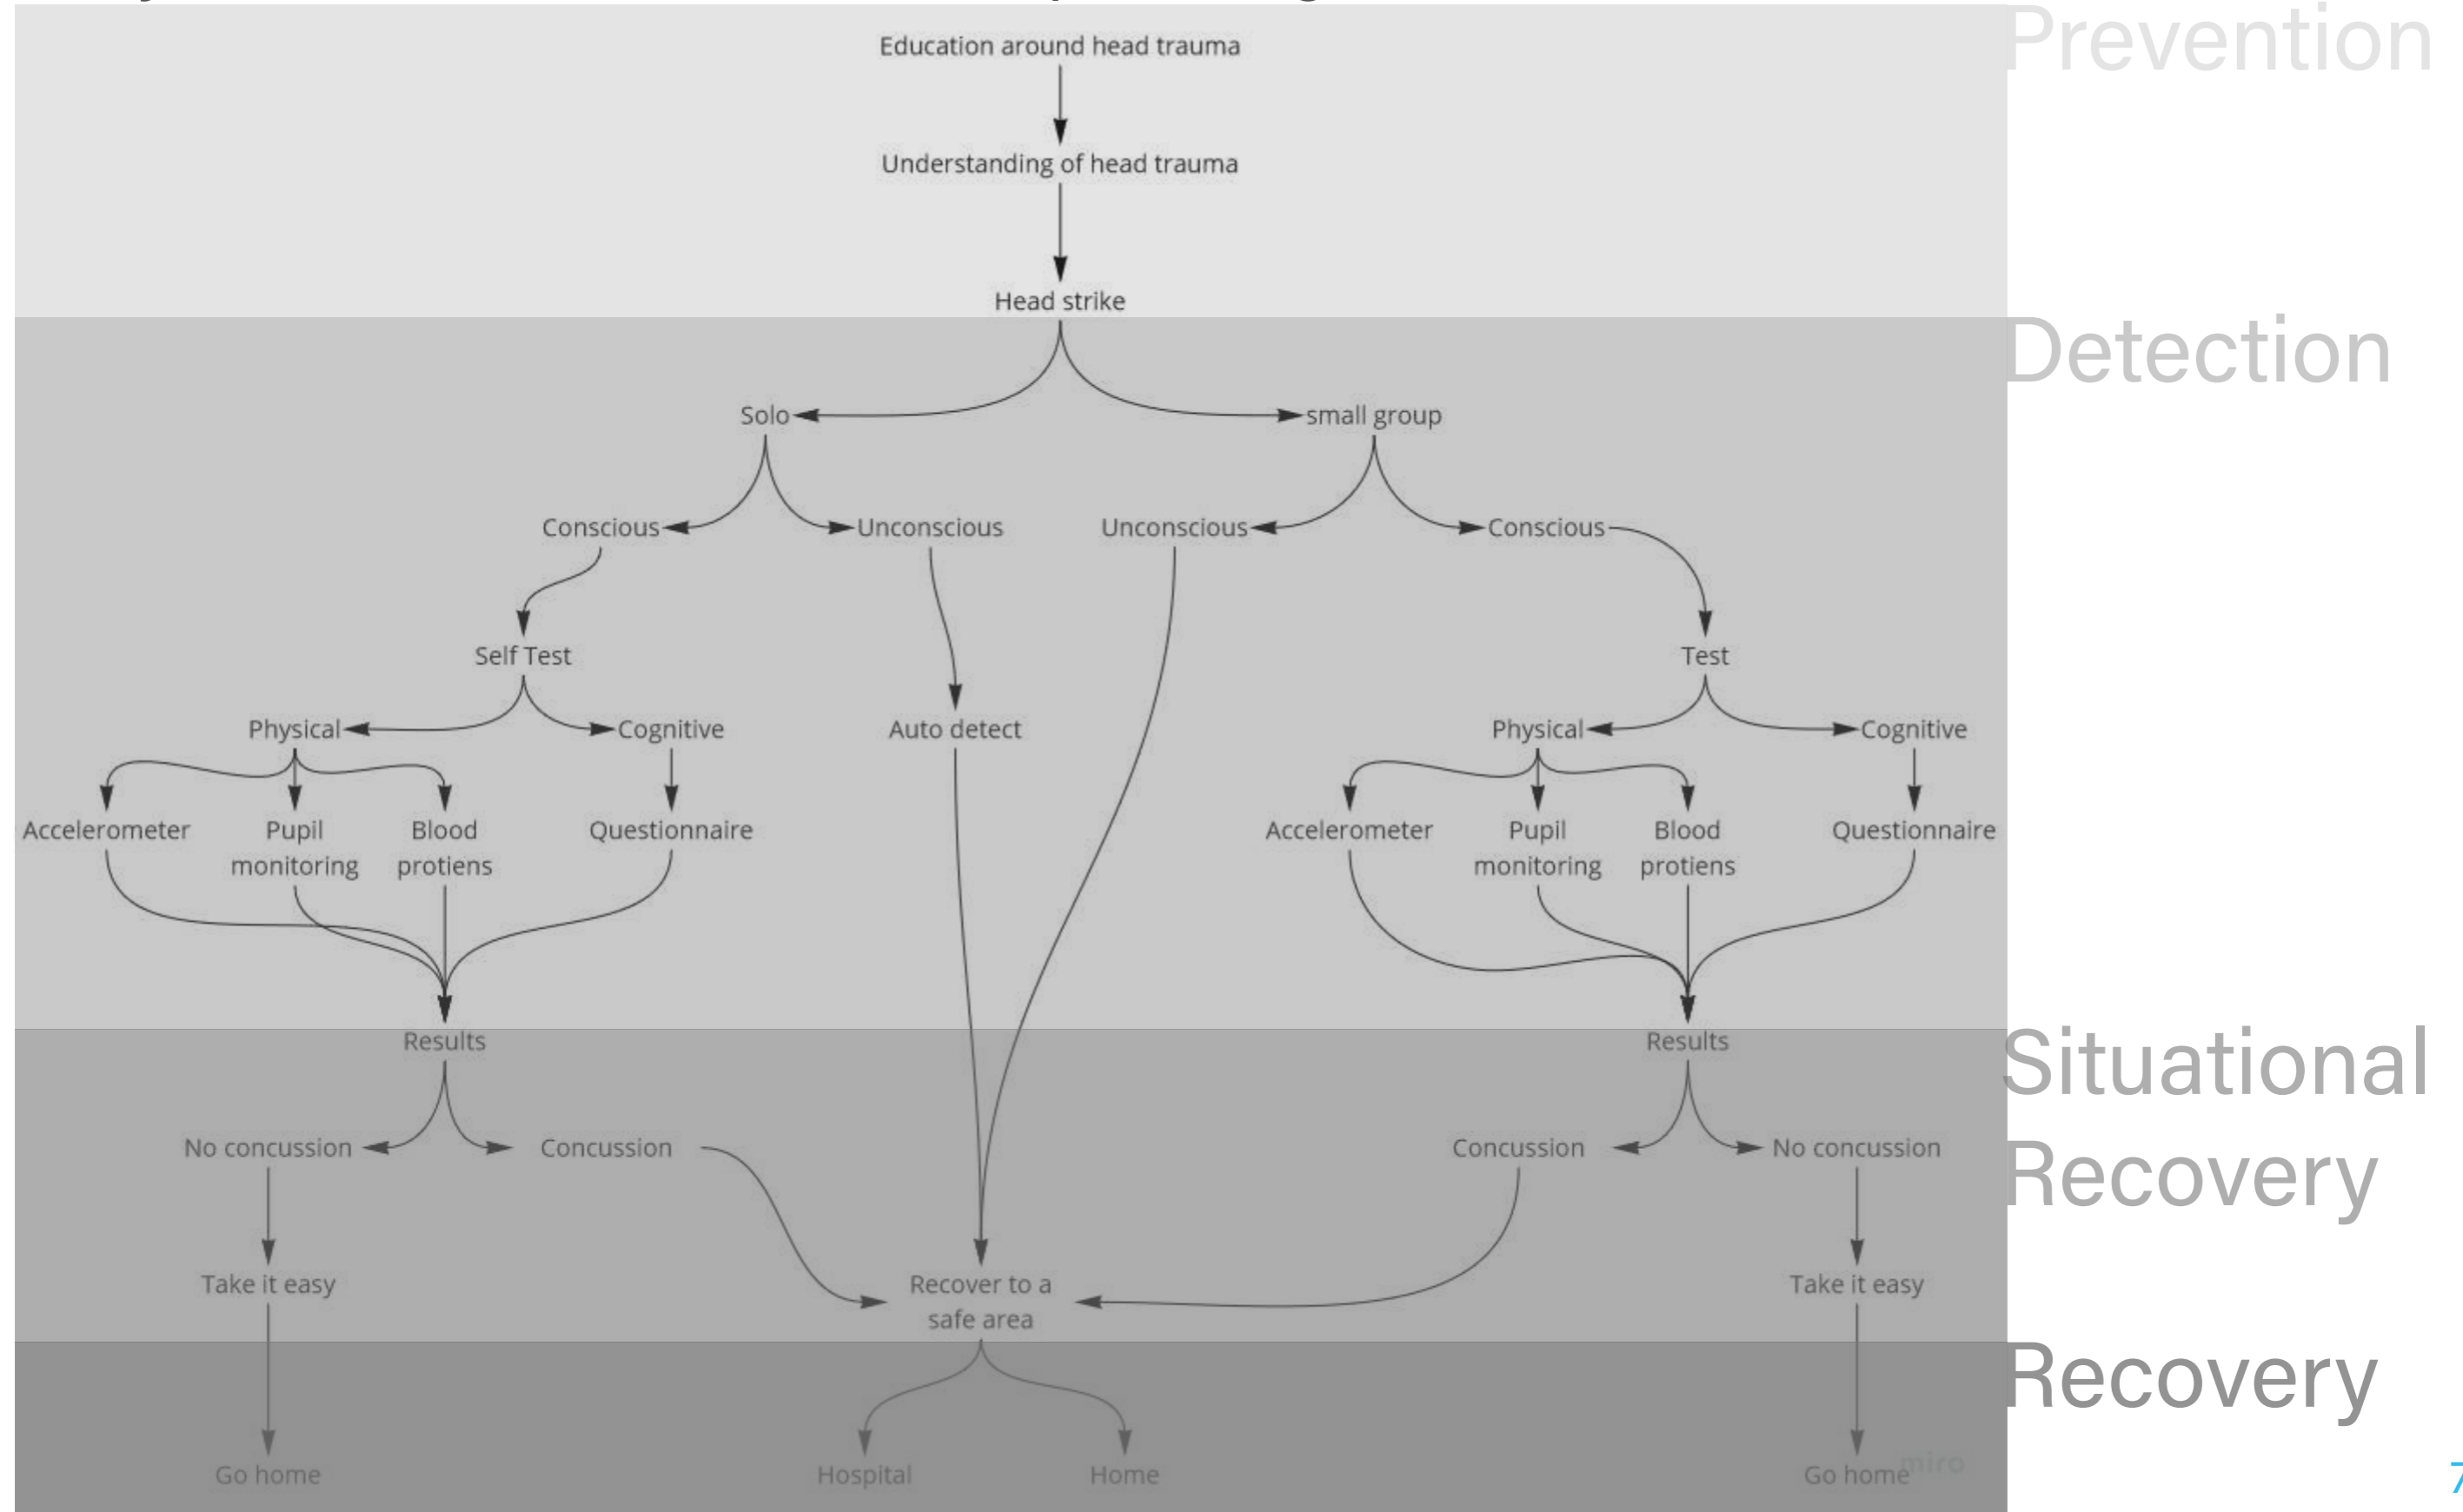 Prevention
Education around head trauma
Understanding of head trauma
Head strike
Detection
Solo
small group
Conscious
Unconscious
Unconscious
Conscious
Self Test
Test
Physical
Cognitive
Auto detect
Physical
Cognitive
Accelerometer
Pupil
monitoring
Blood
protiens
Questionnaire
Accelerometer
Pupil
monitoring
Blood
protiens
Questionnaire
Results
Results
Situational
Recovery
No concussion
Concussion
Concussion
No concussion
Take it easy
Recover to a
safe area
Take it easy
Recovery
Go home
Hospital
Home
Go home
miro
7